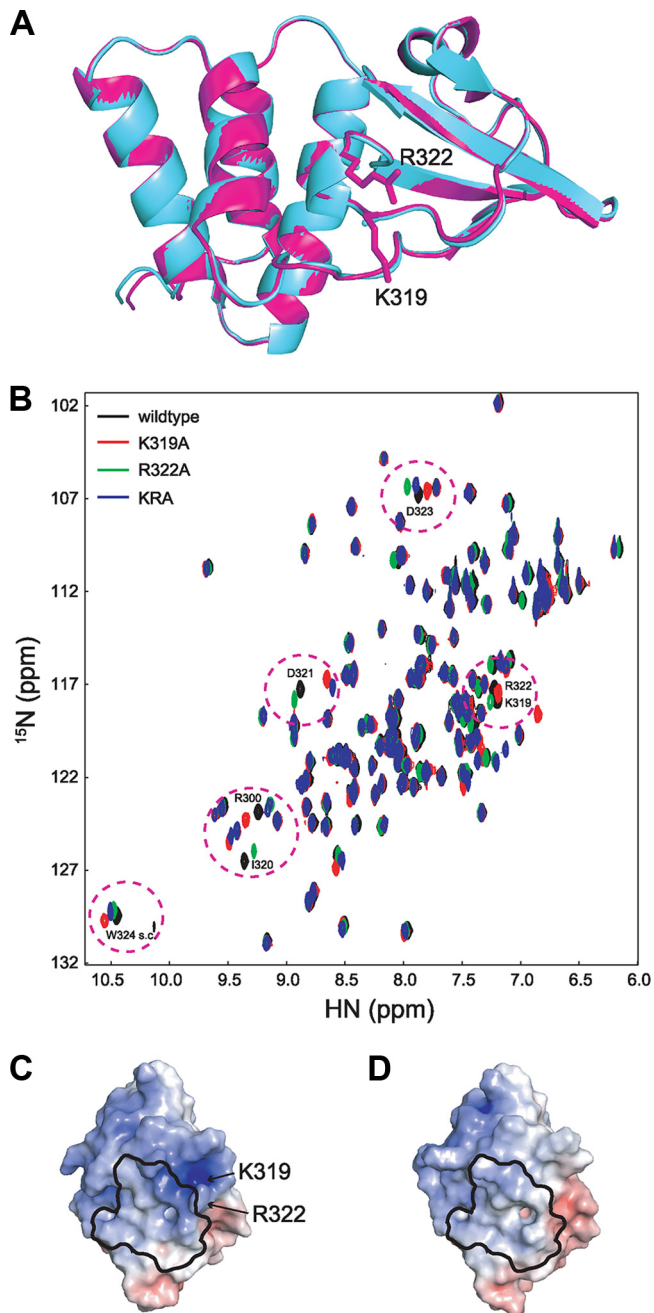 A
R322
K319
B
102
107
112
117
122
127
132
15N (ppm)
wildtype
K319A
R322A
KRA
D323
D321
R322
K319
R300
I320
W324 s.c.
10.5 10.0 9.5 9.0 8.5 8.0 7.5 7.0 6.5 6.0
HN (ppm)
C
D
K319
R322